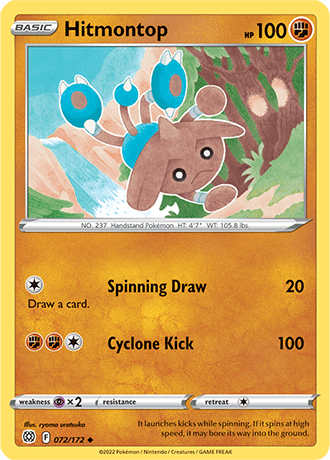 BASIC Hitmontop HP 100
NO. 237 Handstand Pokémon HT: 4'7" WT: 105.8 lbs.
Spinning Draw 20
Draw a card.
Cyclone Kick 100
weakness ×2 resistance retreat
Illus. ryoma uratsuka
F 072/172
It launches kicks while spinning. If it spins at high
speed, it may bore its way into the ground.
©2022 Pokémon / Nintendo / Creatures / GAME FREAK